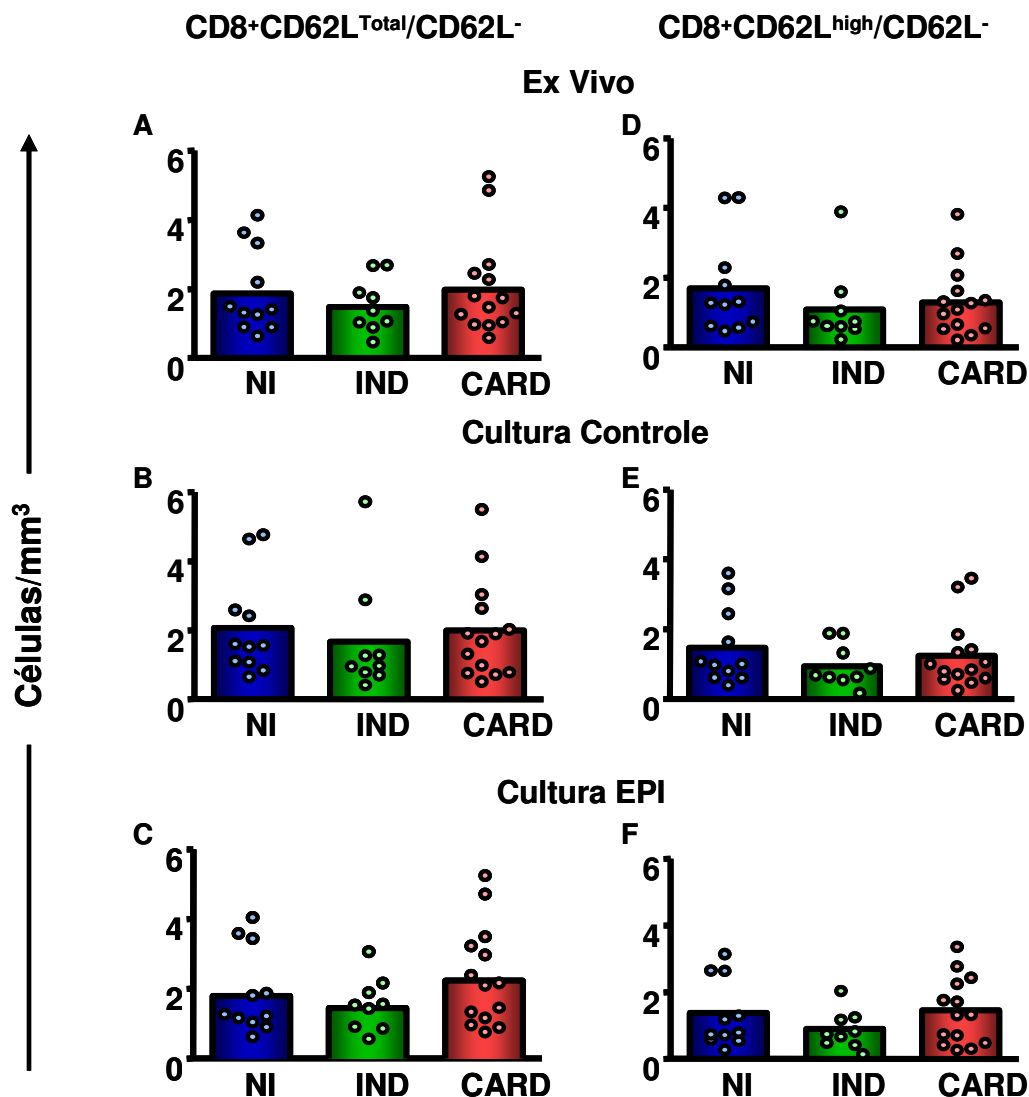 CD8+CD62LTotal/CD62L-
CD8+CD62Lhigh/CD62L-
Ex Vivo
A
6
4
2
0
NI IND CARD
D
6
4
2
0
NI IND CARD
Cultura Controle
B
6
4
2
0
NI IND CARD
E
6
4
2
0
NI IND CARD
Cultura EPI
C
6
4
2
0
NI IND CARD
F
6
4
2
0
NI IND CARD
Células/mm3